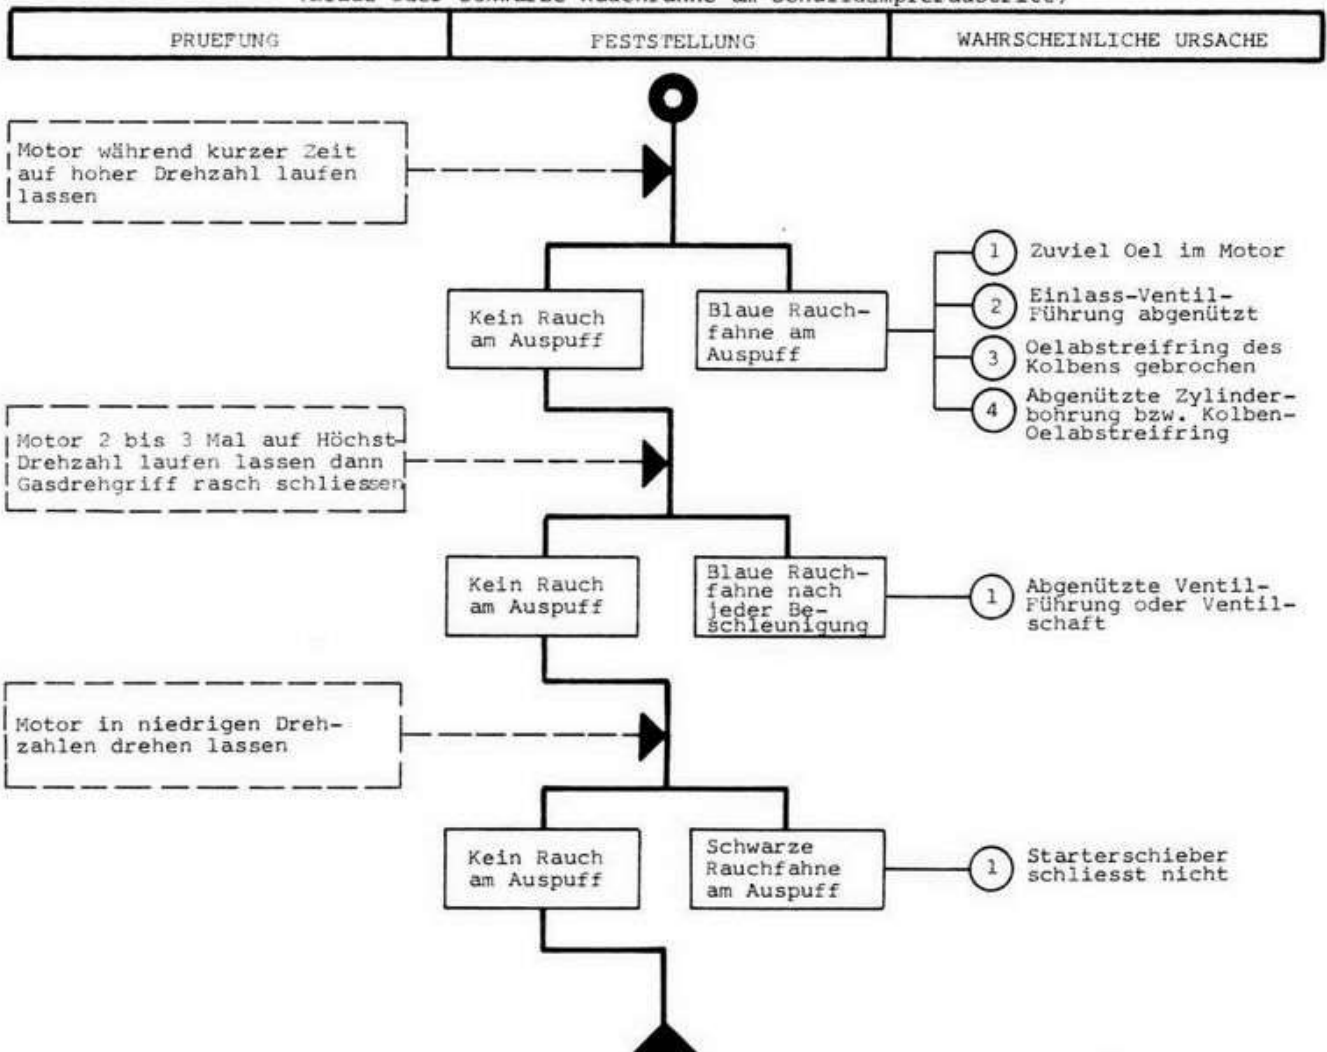 PRUEFUNG
FESTSTELLUNG
WAHRSCHEINLICHE URSACHE
Motor während kurzer Zeit
auf hoher Drehzahl laufen
lassen
Kein Rauch
am Auspuff
Blaue Rauch-
fahne am
Auspuff
1 Zuviel Oel im Motor
2 Einlass-Ventil-
Führung abgenützt
3 Oelabstreifring des
Kolbens gebrochen
4 Abgenützte Zylinder-
bohrung bzw. Kolben-
Oelabstreifring
Motor 2 bis 3 Mal auf Höchst-
Drehzahl laufen lassen dann
Gasdrehgriff rasch schliessen
Kein Rauch
am Auspuff
Blaue Rauch-
fahne nach
jeder Be-
schleunigung
1 Abgenützte Ventil-
Führung oder Ventil-
schaft
Motor in niedrigen Dreh-
zahlen drehen lassen
Kein Rauch
am Auspuff
Schwarze
Rauchfahne
am Auspuff
1 Starterschieber
schliesst nicht